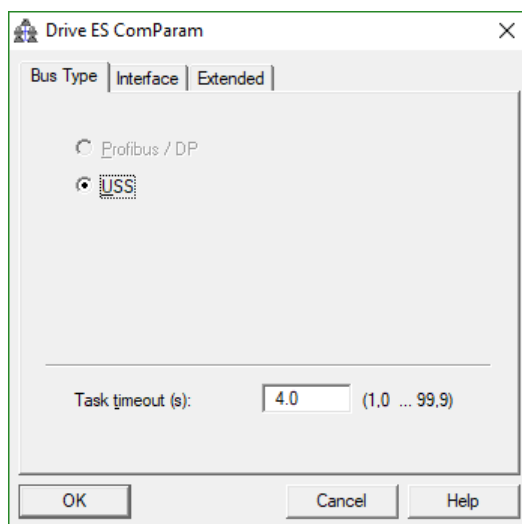 Drive ES ComParam
Bus Type Interface Extended
Profibus / DP
USS
Task timeout (s): 4.0 (1,0 ... 99,9)
OK Cancel Help